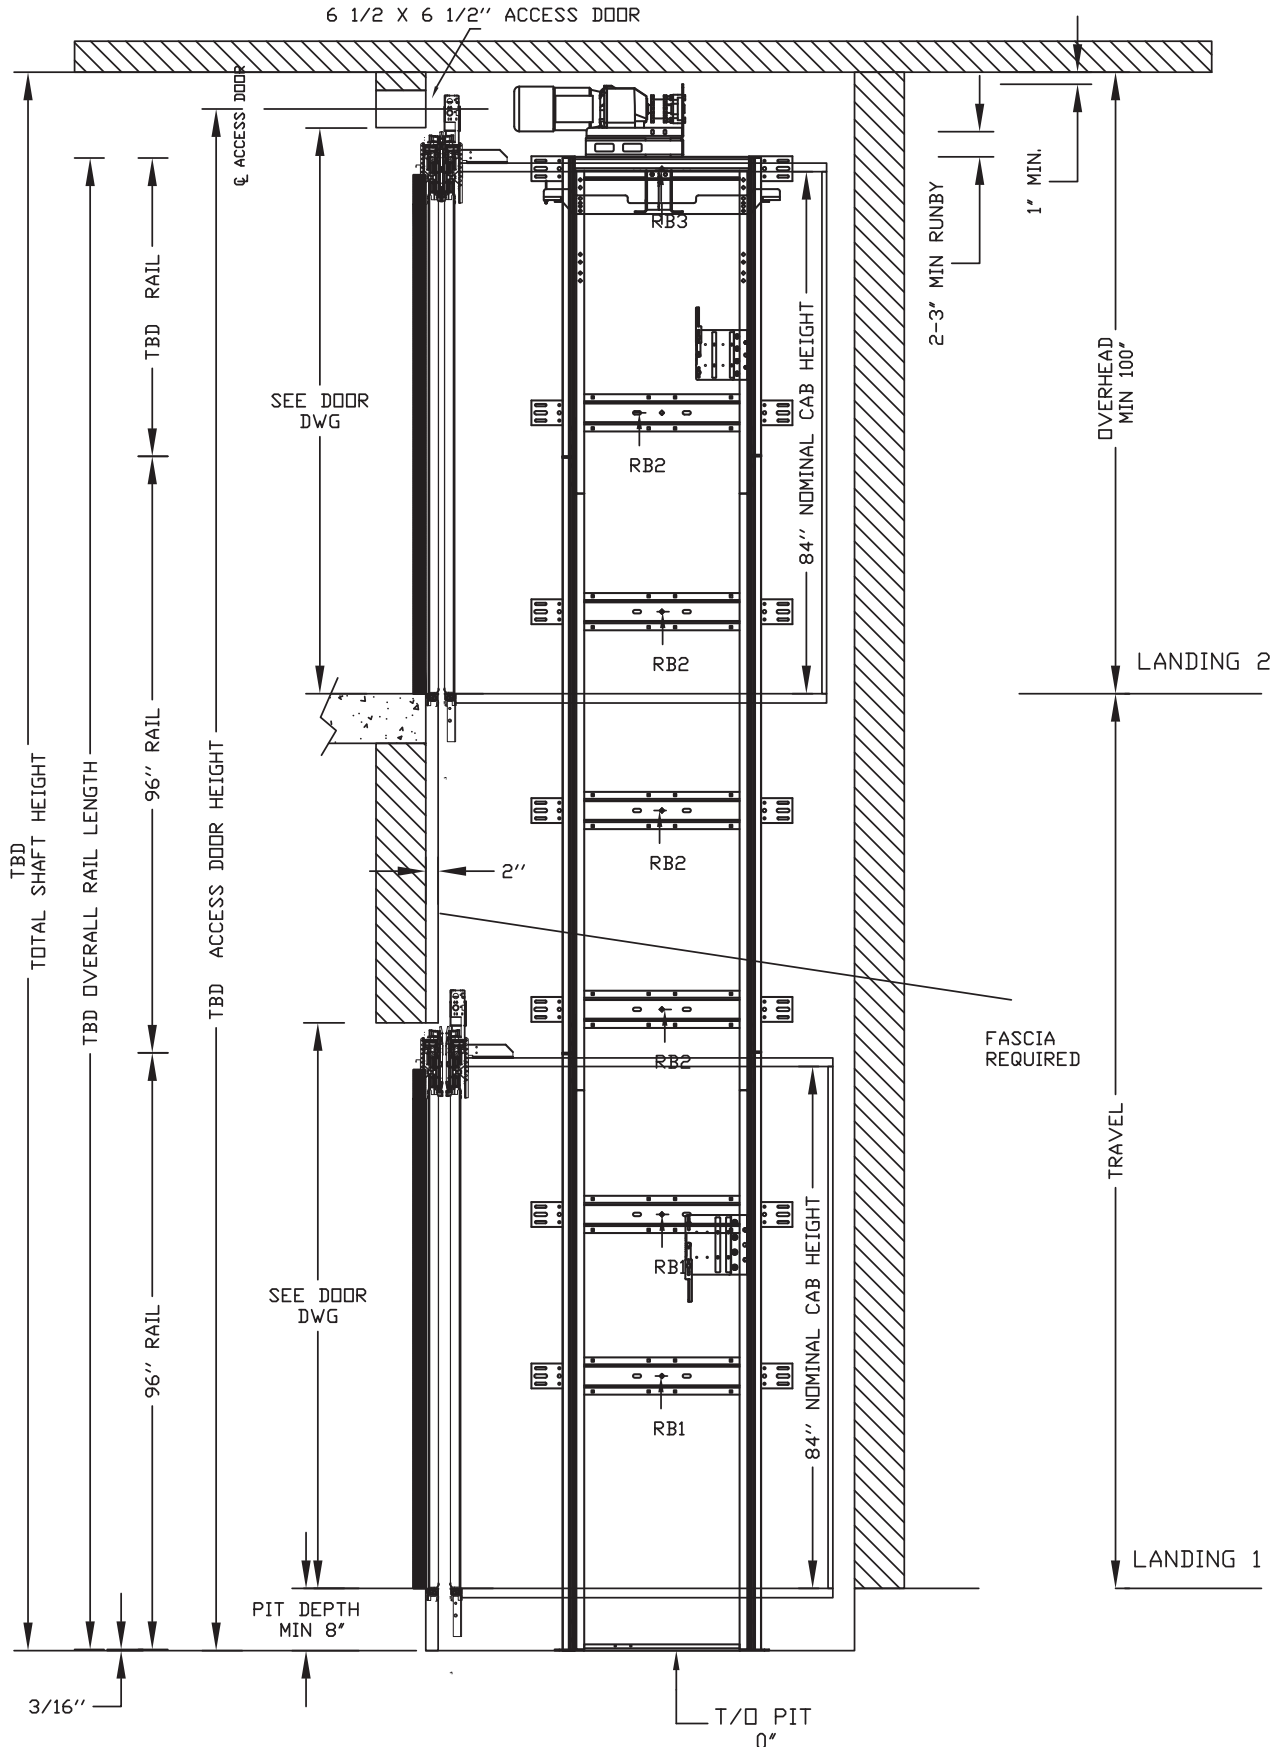 6 1/2 X 6 1/2" ACCESS DOOR
℄ ACCESS DOOR
1" MIN.
2-3" MIN RUNBY
RB3
TBD RAIL
SEE DOOR
DWG
84" NOMINAL CAB HEIGHT
OVERHEAD
MIN 100"
RB2
RB2
LANDING 2
TBD
TOTAL SHAFT HEIGHT
TBD OVERALL RAIL LENGTH
96" RAIL
TBD ACCESS DOOR HEIGHT
RB2
2"
FASCIA
REQUIRED
RB2
TRAVEL
SEE DOOR
DWG
96" RAIL
RB1
84" NOMINAL CAB HEIGHT
RB1
LANDING 1
PIT DEPTH
MIN 8"
3/16"
T/O PIT
0"